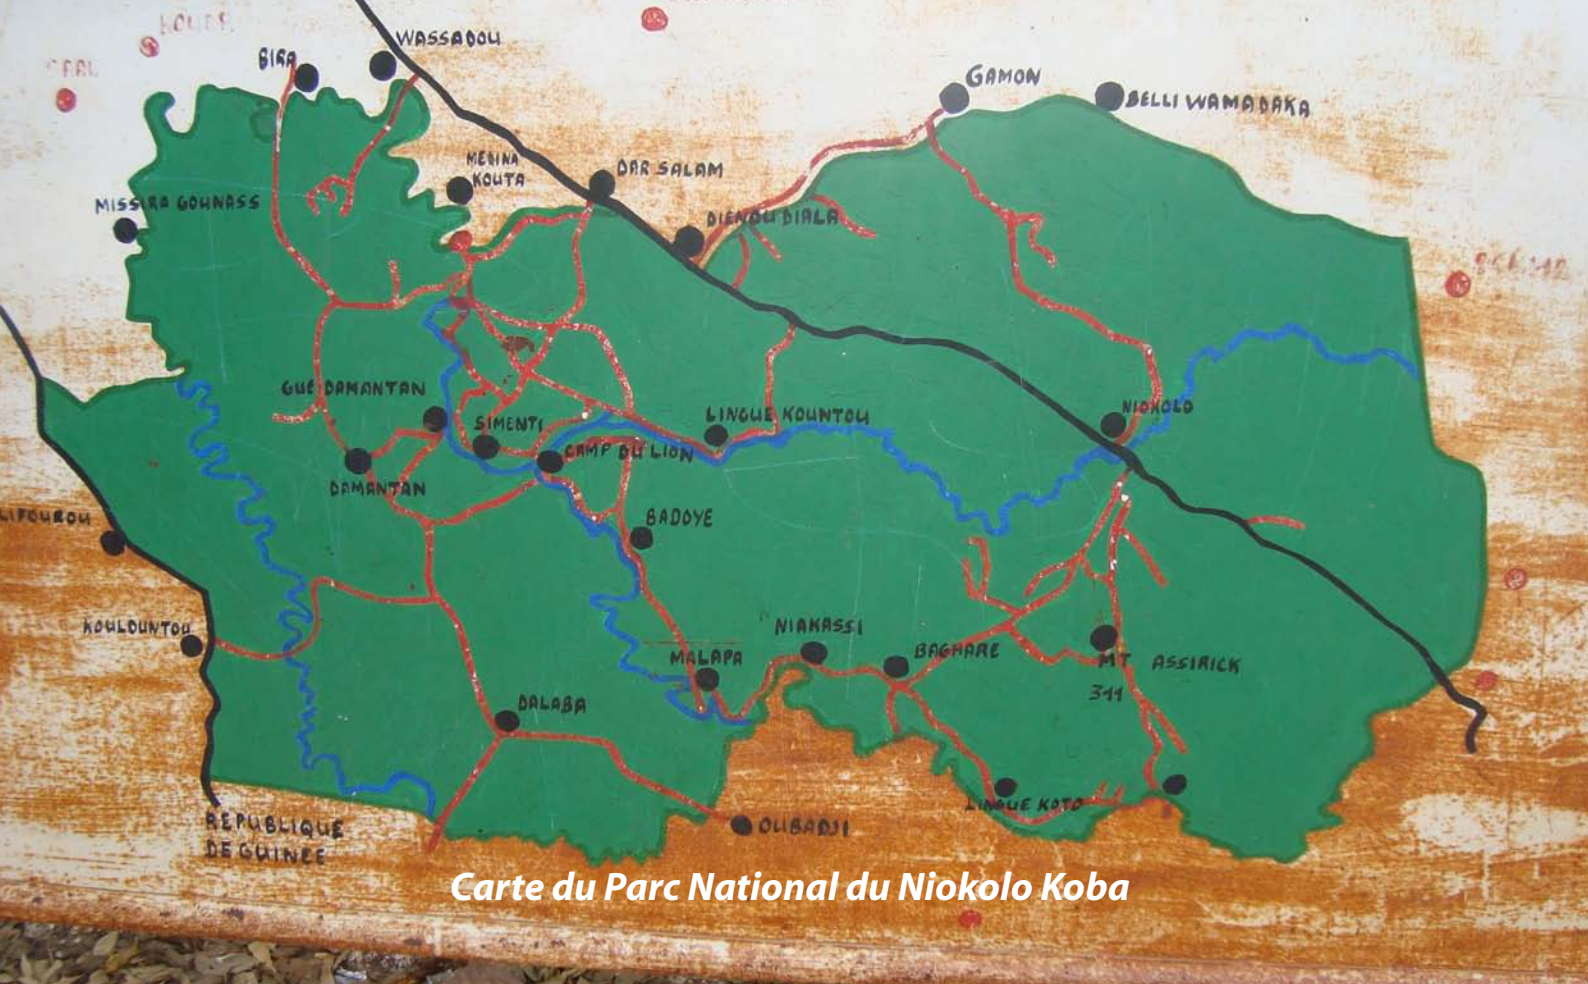 WASSADOU
BIRA
GAMON
BELLI WAMADAKA
MEDINA
KOUTA
DAR SALAM
MISSIRA GOUNASS
DIENOU DIALA
GUE DAMANTAN
SIMENTI
LINGUE KOUNTOU
NIOKOLO
CAMP DU LION
DAMANTAN
BADOYE
KOULOUNTOU
NIAKASSI
BAGHARE
MALAPA
MT ASSIRICK
311
DALABA
LINGUE KOTO
OUBADJI
REPUBLIQUE
DE GUINEE
Carte du Parc National du Niokolo Koba